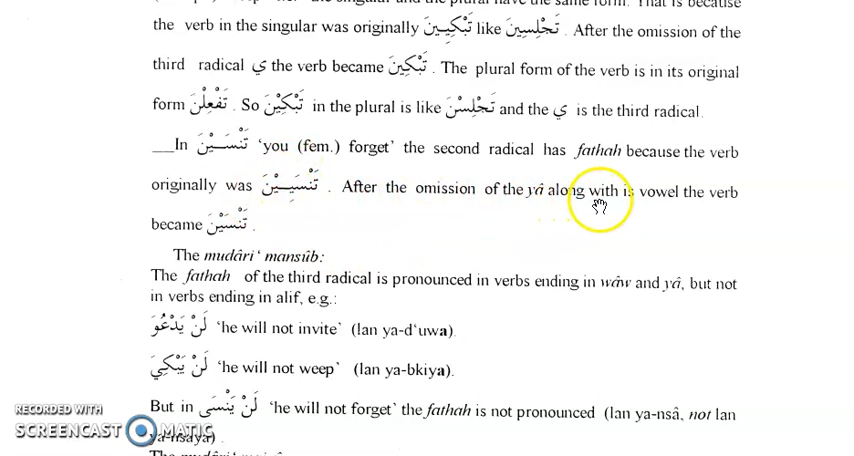 the verb in the singular was originally تَبْكِيِينَ like تَجْلِسِينَ . After the omission of the
third radical ي the verb became تَبْكِينَ . The plural form of the verb is in its original
form تَفْعِلْنَ . So تَبْكِيْنَ in the plural is like تَجْلِسْنَ and the ي is the third radical.
__In تَنْسَــيْنَ 'you (fem.) forget' the second radical has fathah because the verb
originally was تَنْسَيِــيْنَ . After the omission of the yâ along with is vowel the verb
became تَنْسَيْنَ .
The mudâri' mansûb:
The fathah of the third radical is pronounced in verbs ending in wâw and yâ, but not
in verbs ending in alif, e.g.:
لَنْ يَدْعُوَ 'he will not invite' (lan ya-d'uwa).
لَنْ يَبْكِيَ 'he will not weep' (lan ya-bkiya).
But in لَنْ يَنْسَى 'he will not forget' the fathah is not pronounced (lan ya-nsâ, not lan
ya-nsaya)
RECORDED WITH
SCREENCAST MATIC